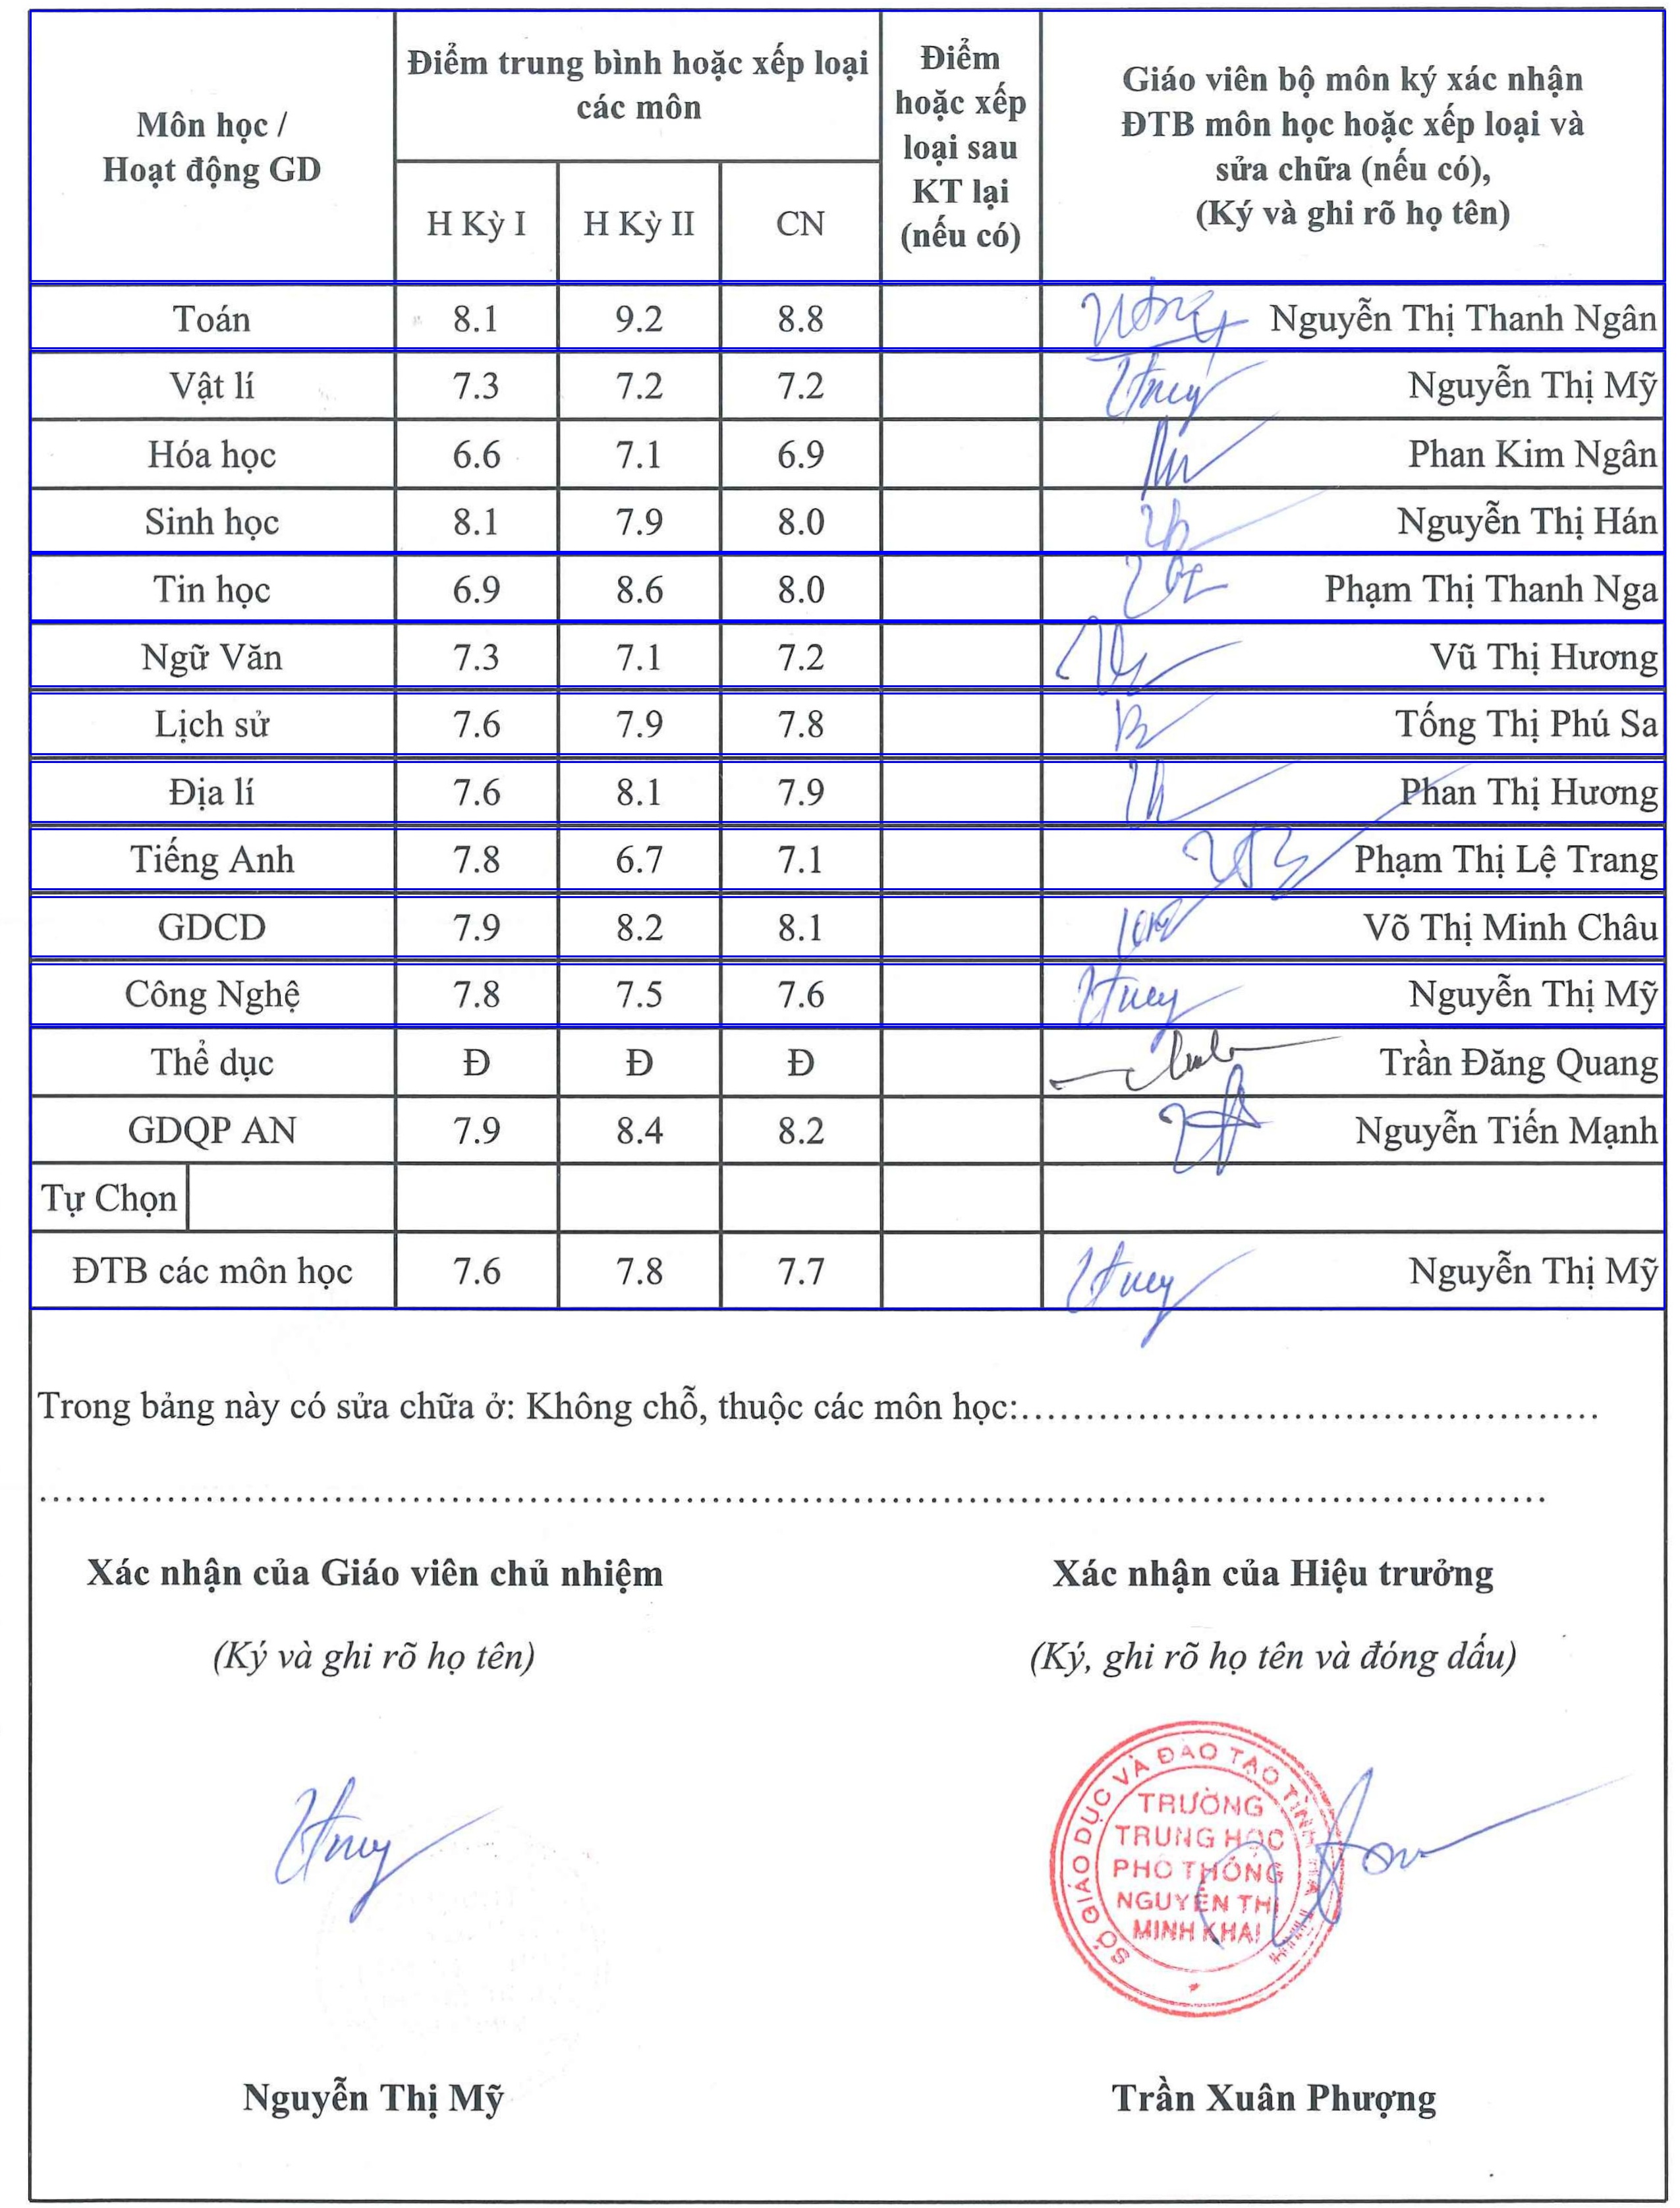 Môn học / Hoạt động GD
Điểm trung bình hoặc xếp loại các môn
Điểm hoặc xếp loại sau KT lại (nếu có)
Giáo viên bộ môn ký xác nhận ĐTB môn học hoặc xếp loại và sửa chữa (nếu có), (Ký và ghi rõ họ tên)
H Kỳ I H Kỳ II CN
Toán 8.1 9.2 8.8 Nguyễn Thị Thanh Ngân
Vật lí 7.3 7.2 7.2 Nguyễn Thị Mỹ
Hóa học 6.6 7.1 6.9 Phan Kim Ngân
Sinh học 8.1 7.9 8.0 Nguyễn Thị Hán
Tin học 6.9 8.6 8.0 Phạm Thị Thanh Nga
Ngữ Văn 7.3 7.1 7.2 Vũ Thị Hương
Lịch sử 7.6 7.9 7.8 Tống Thị Phú Sa
Địa lí 7.6 8.1 7.9 Phan Thị Hương
Tiếng Anh 7.8 6.7 7.1 Phạm Thị Lệ Trang
GDCD 7.9 8.2 8.1 Võ Thị Minh Châu
Công Nghệ 7.8 7.5 7.6 Nguyễn Thị Mỹ
Thể dục Đ Đ Đ Trần Đăng Quang
GDQP AN 7.9 8.4 8.2 Nguyễn Tiến Mạnh
Tự Chọn
ĐTB các môn học 7.6 7.8 7.7 Nguyễn Thị Mỹ
Trong bảng này có sửa chữa ở: Không chỗ, thuộc các môn học:
Xác nhận của Giáo viên chủ nhiệm Xác nhận của Hiệu trưởng
(Ký và ghi rõ họ tên) (Ký, ghi rõ họ tên và đóng dấu)
SỞ GIÁO DỤC VÀ ĐÀO TẠO TỈNH
TRƯỜNG
TRUNG HỌC
PHỔ THÔNG
NGUYỄN THỊ
MINH KHAI
Nguyễn Thị Mỹ Trần Xuân Phượng